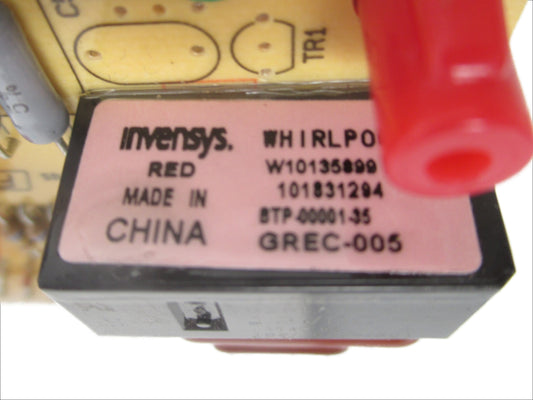 TR1
invensys. WHIRLPOO
RED W10135899
MADE IN 101831294
CHINA BTP-00001-35
GREC-005